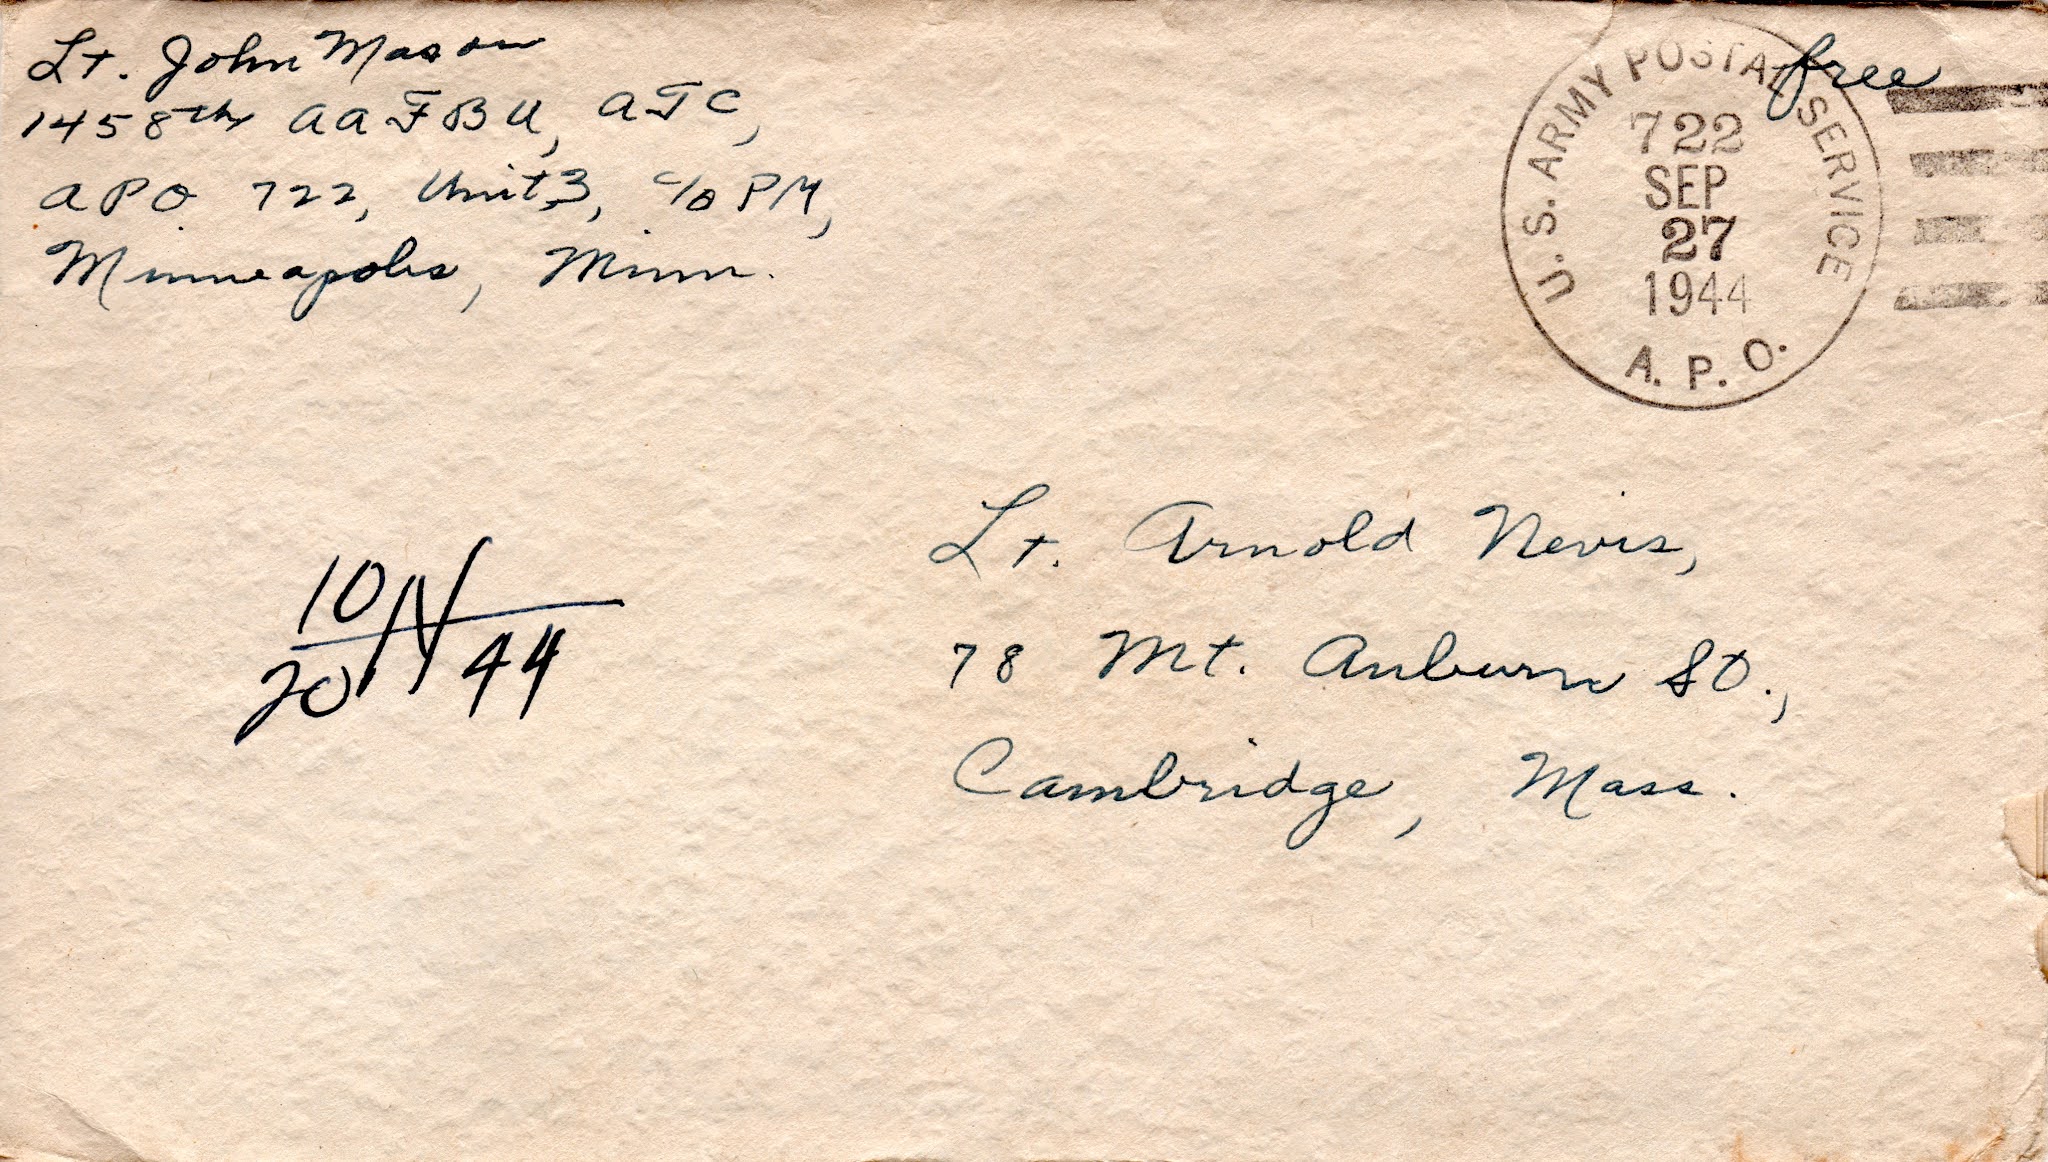 Lt. John Mason
1458th AAFBU, ATC,
APO 722, Unit 3, c/o PM,
Minneapolis, Minn.
free
U.S. ARMY POSTAL SERVICE
722
SEP
27
1944
A. P. O.
Lt. Arnold Nevis,
78 Mt. Auburn St.,
Cambridge, Mass.
10 N
20 44